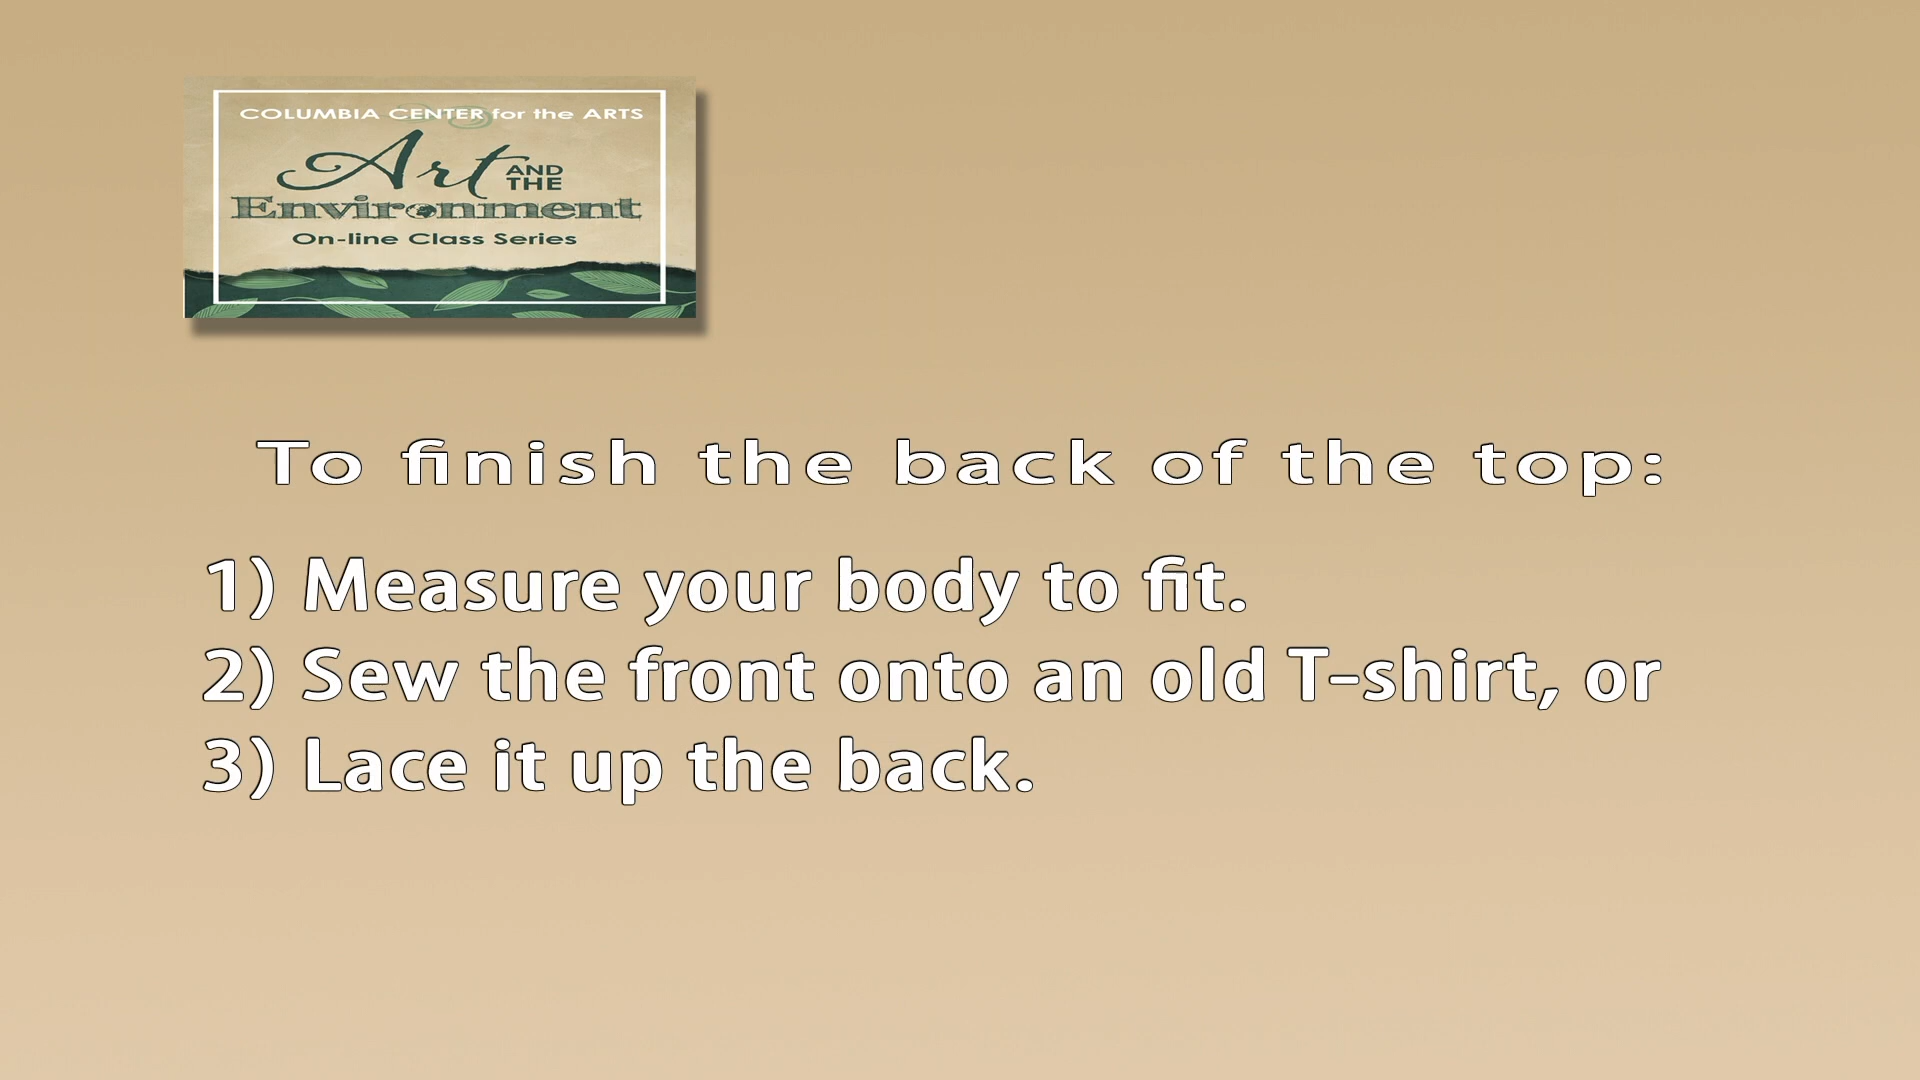 COLUMBIA CENTER for the ARTS
Art AND THE
Environment
On-line Class Series
To finish the back of the top:
1) Measure your body to fit.
2) Sew the front onto an old T-shirt, or
3) Lace it up the back.